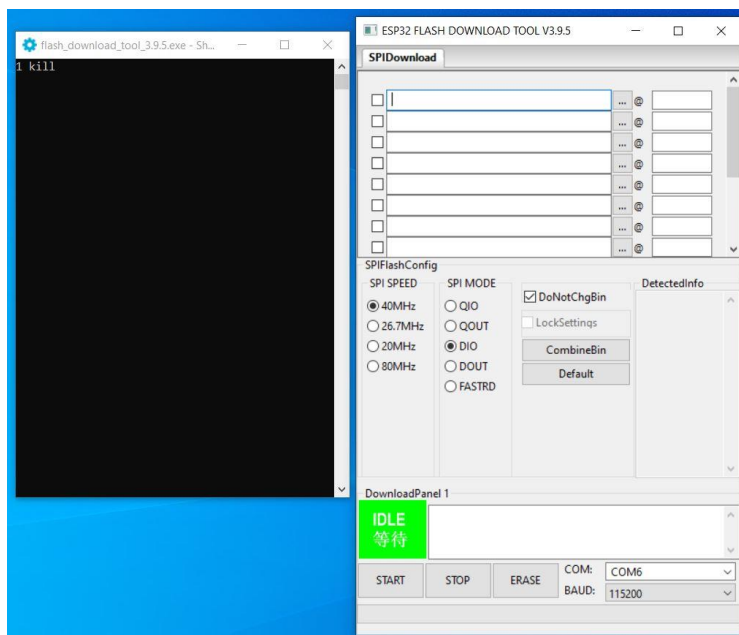 flash_download_tool_3.9.5.exe - Sh...
1 kill
ESP32 FLASH DOWNLOAD TOOL V3.9.5
SPIDownload
... @
... @
... @
... @
... @
... @
... @
... @
SPIFlashConfig
SPI SPEED
40MHz
26.7MHz
20MHz
80MHz
SPI MODE
QIO
QOUT
DIO
DOUT
FASTRD
DoNotChgBin
LockSettings
CombineBin
Default
DetectedInfo
DownloadPanel 1
IDLE
等待
START STOP ERASE
COM: COM6
BAUD: 115200